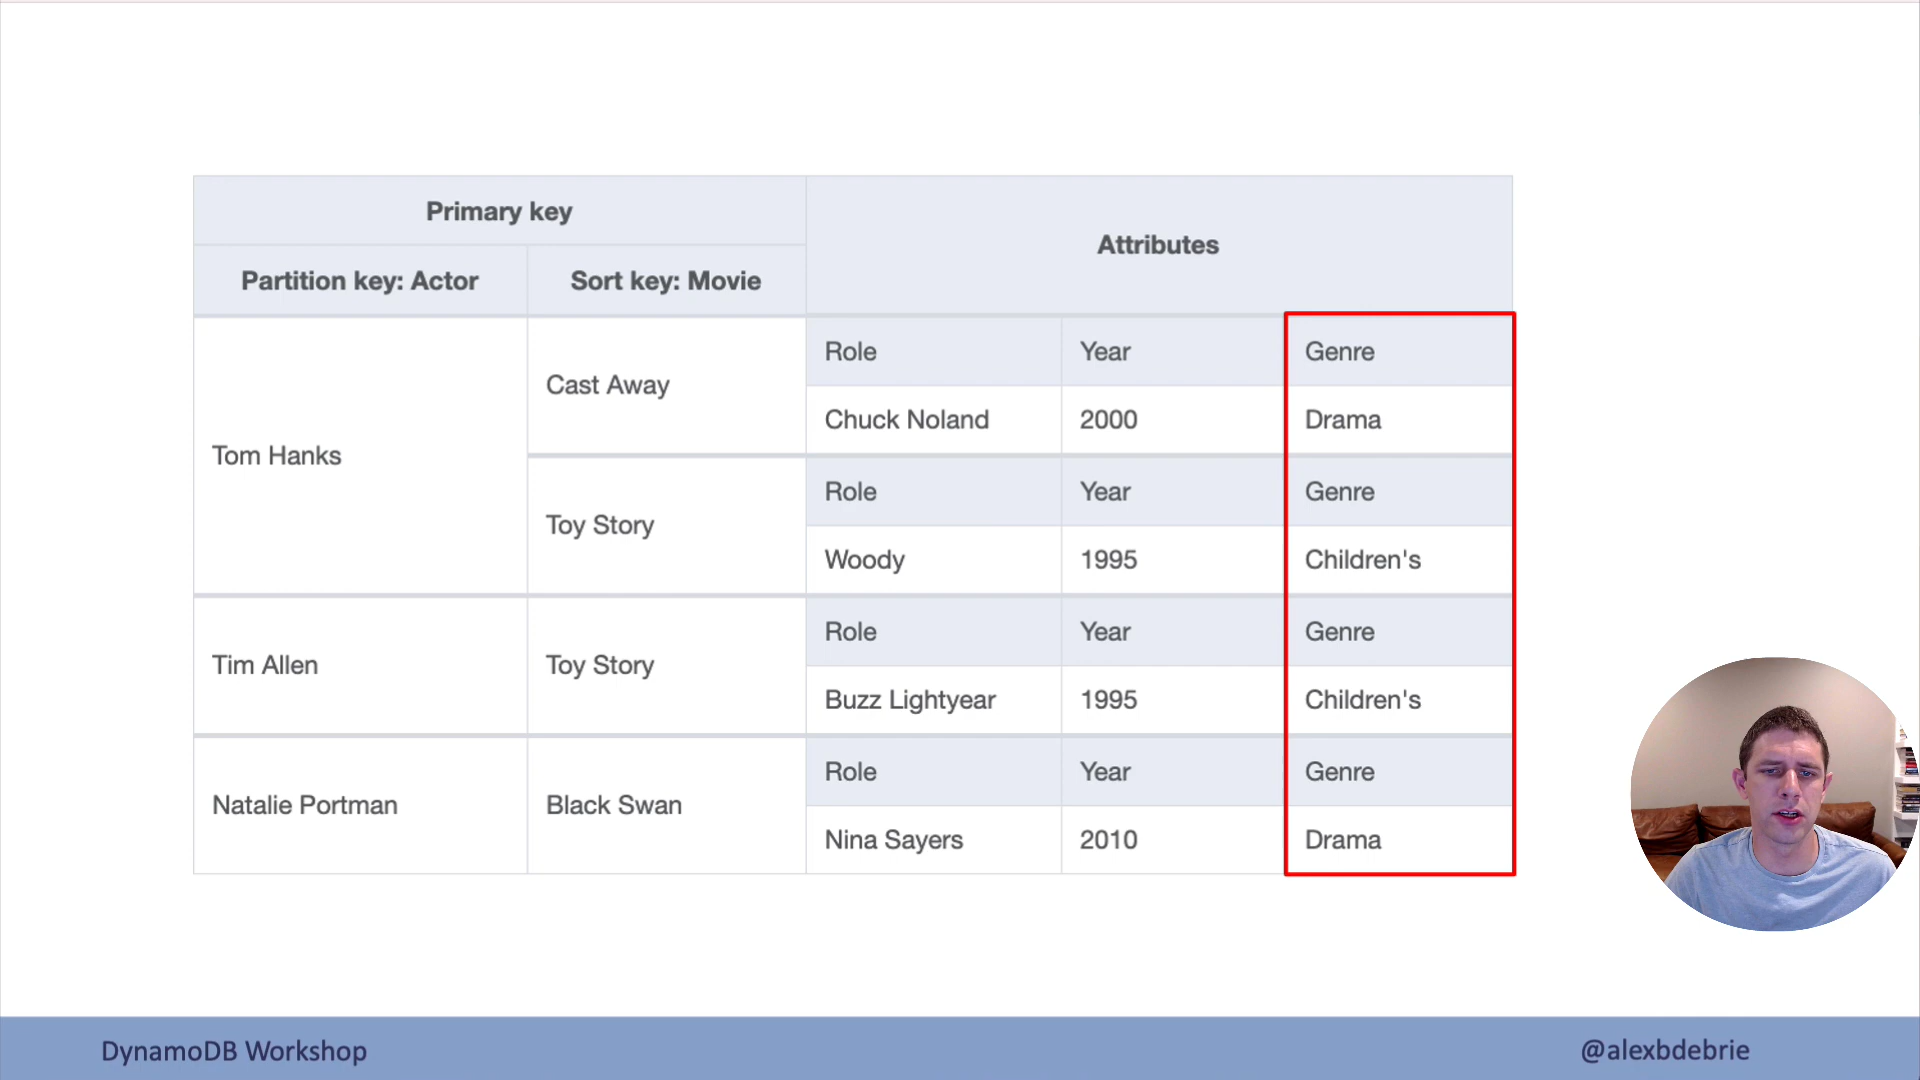 Primary key
Attributes
Partition key: Actor
Sort key: Movie
Tom Hanks
Cast Away
Role
Year
Genre
Chuck Noland
2000
Drama
Toy Story
Role
Year
Genre
Woody
1995
Children's
Tim Allen
Toy Story
Role
Year
Genre
Buzz Lightyear
1995
Children's
Natalie Portman
Black Swan
Role
Year
Genre
Nina Sayers
2010
Drama
DynamoDB Workshop
@alexbdebrie